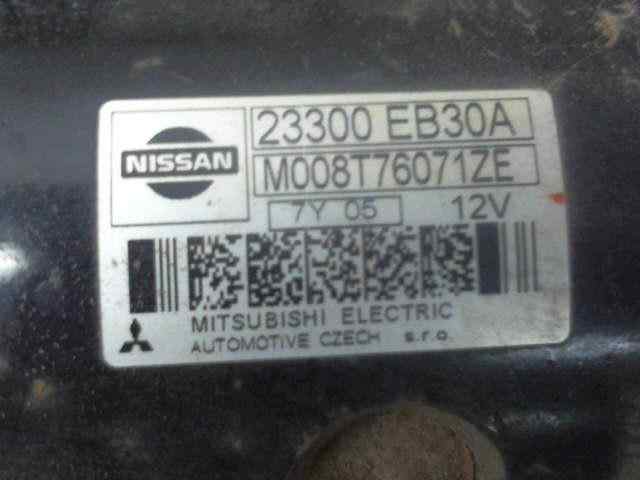 NISSAN
23300 EB30A
M008T76071ZE
7Y 05 12V
MITSUBISHI ELECTRIC
AUTOMOTIVE CZECH s.r.o.